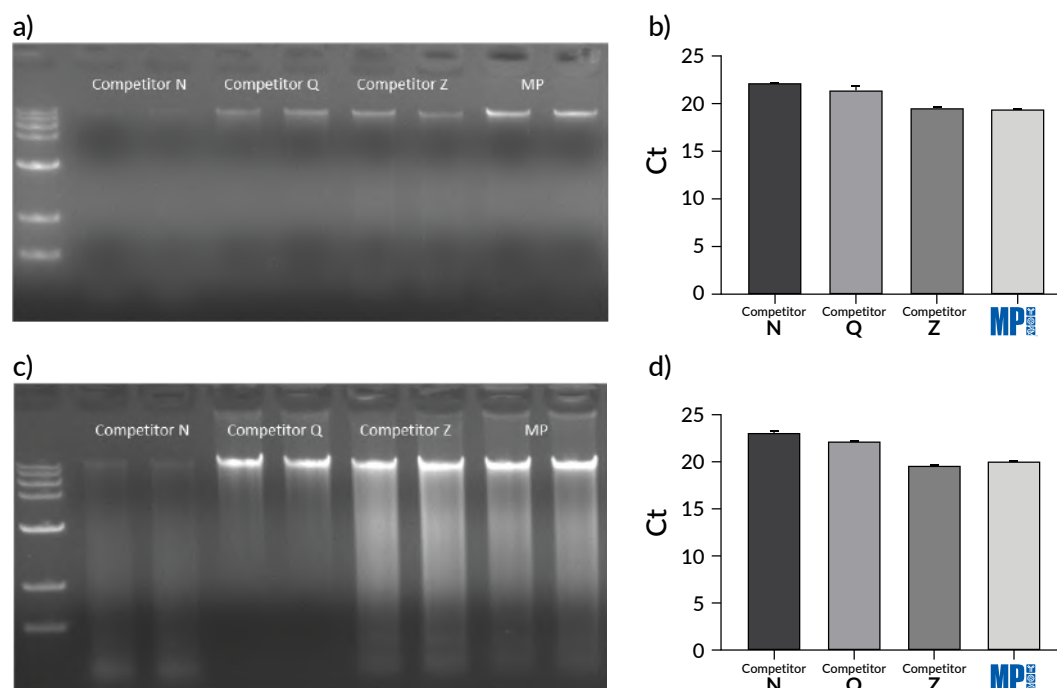 a)
Competitor N
Competitor Q
Competitor Z
MP
b)
25
20
15
10
5
0
Ct
Competitor
N
Competitor
Q
Competitor
Z
MP
c)
Competitor N
Competitor Q
Competitor Z
MP
d)
25
20
15
10
5
0
Ct
Competitor
N
Competitor
Q
Competitor
Z
MP